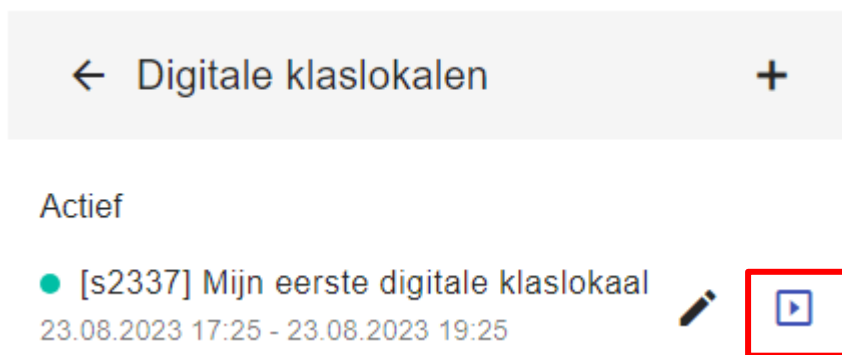 Digitale klaslokalen
Actief
[s2337] Mijn eerste digitale klaslokaal
23.08.2023 17:25 - 23.08.2023 19:25